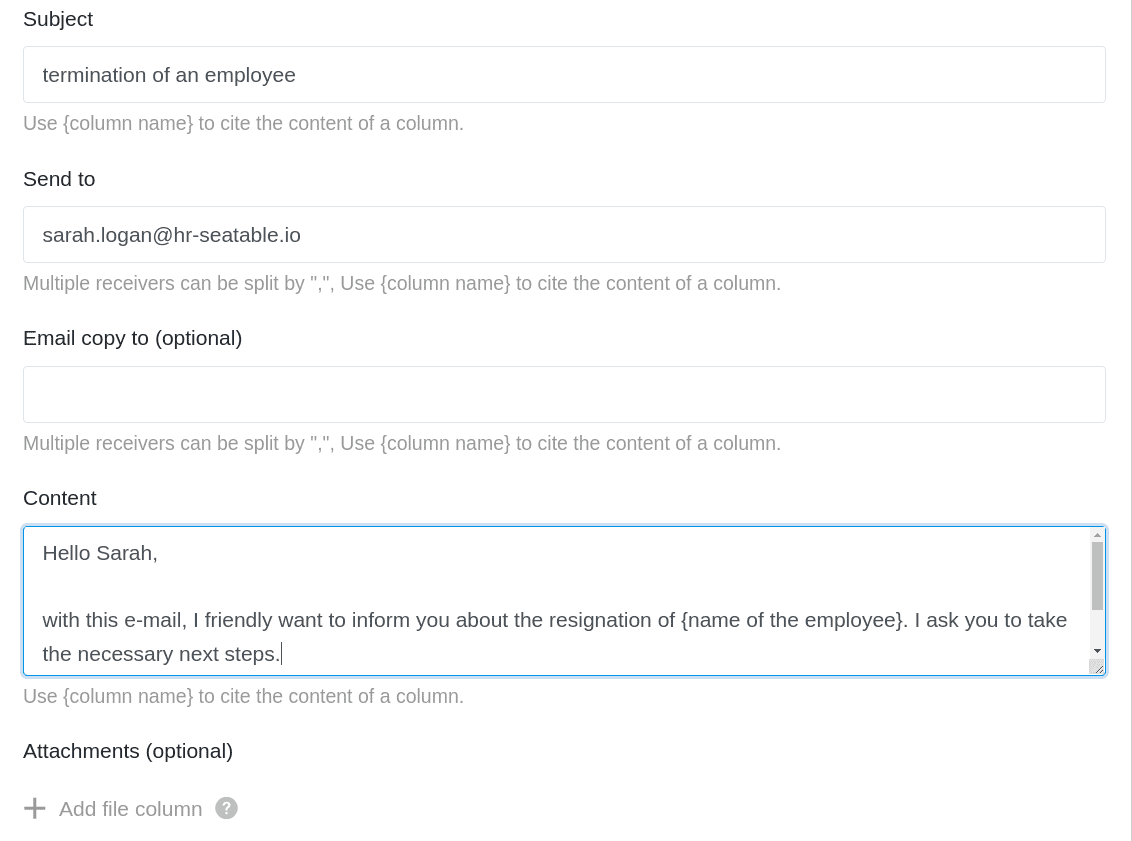 Subject
termination of an employee
Use {column name} to cite the content of a column.
Send to
sarah.logan@hr-seatable.io
Multiple receivers can be split by ",", Use {column name} to cite the content of a column.
Email copy to (optional)
Multiple receivers can be split by ",", Use {column name} to cite the content of a column.
Content
Hello Sarah,
with this e-mail, I friendly want to inform you about the resignation of {name of the employee}. I ask you to take
the necessary next steps.
Use {column name} to cite the content of a column.
Attachments (optional)
Add file column ?